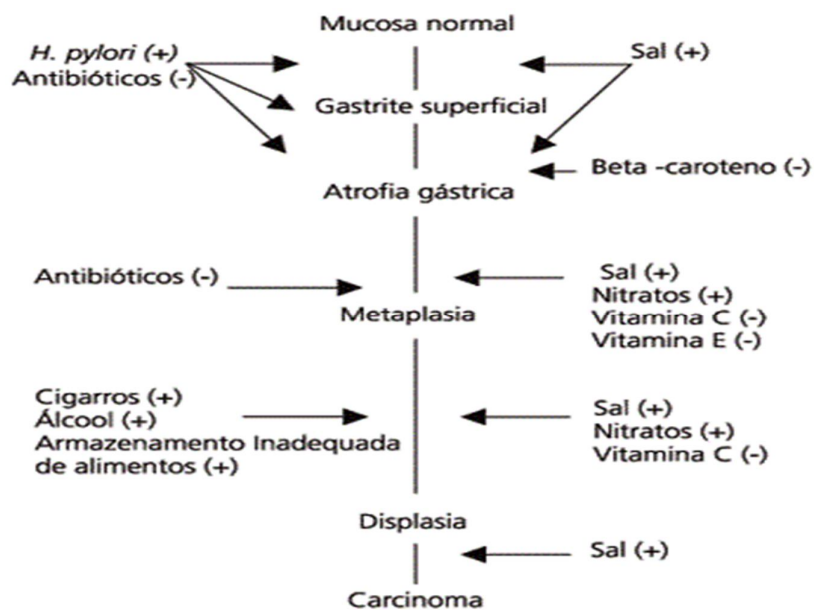 Mucosa normal
H. pylori (+)
Antibióticos (-)
Sal (+)
Gastrite superficial
Beta -caroteno (-)
Atrofia gástrica
Antibióticos (-)
Sal (+)
Nitratos (+)
Vitamina C (-)
Vitamina E (-)
Metaplasia
Cigarros (+)
Álcool (+)
Armazenamento Inadequada
de alimentos (+)
Sal (+)
Nitratos (+)
Vitamina C (-)
Displasia
Sal (+)
Carcinoma